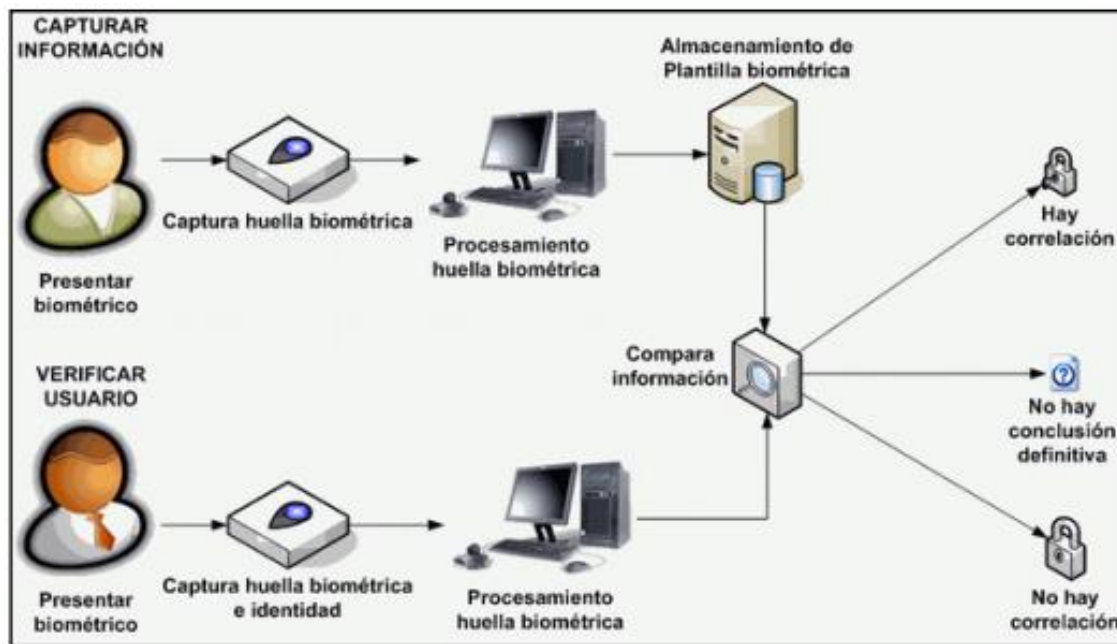 CAPTURAR
INFORMACIÓN
Almacenamiento de
Plantilla biométrica
Captura huella biométrica
Procesamiento
huella biométrica
Presentar
biométrico
Hay
correlación
Compara
información
VERIFICAR
USUARIO
No hay
conclusión
definitiva
Captura huella biométrica
e identidad
Procesamiento
huella biométrica
Presentar
biométrico
No hay
correlación